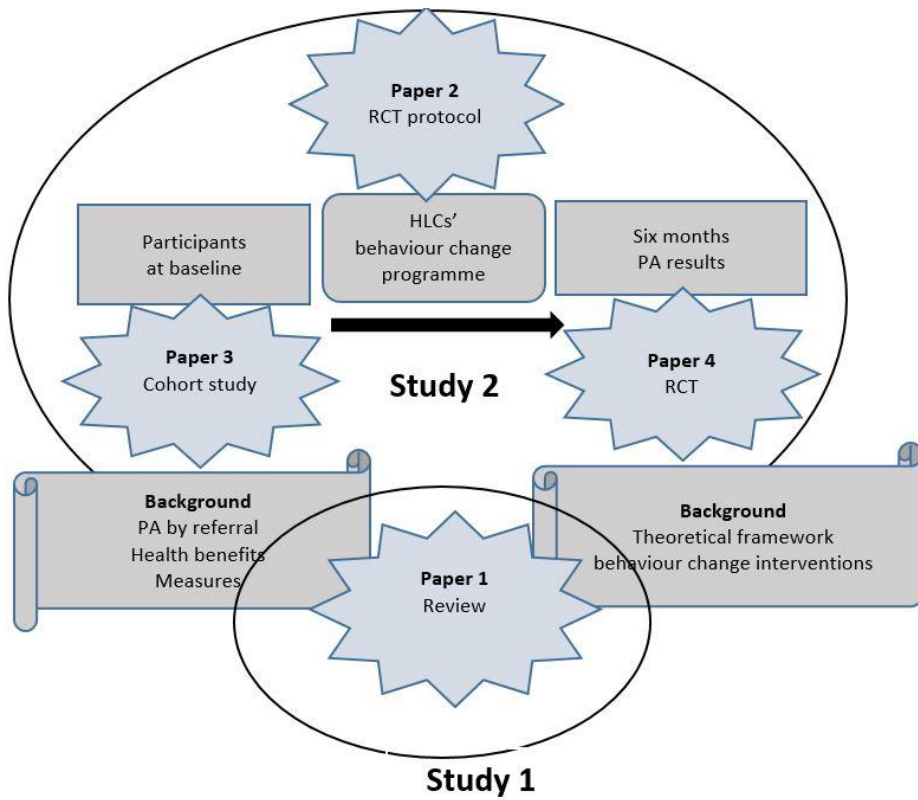 Paper 2
RCT protocol
Participants
at baseline
HLCs’
behaviour change
programme
Six months
PA results
Paper 3
Cohort study
Study 2
Paper 4
RCT
Background
PA by referral
Health benefits
Measures
Background
Theoretical framework
behaviour change interventions
Paper 1
Review
Study 1